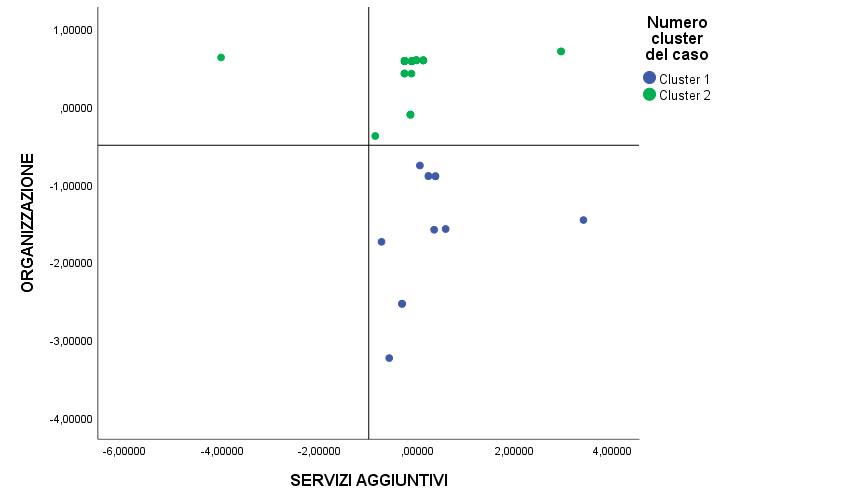 Numero
cluster
del caso
Cluster 1
Cluster 2
ORGANIZZAZIONE
1,00000
,00000
-1,00000
-2,00000
-3,00000
-4,00000
-6,00000 -4,00000 -2,00000 ,00000 2,00000 4,00000
SERVIZI AGGIUNTIVI